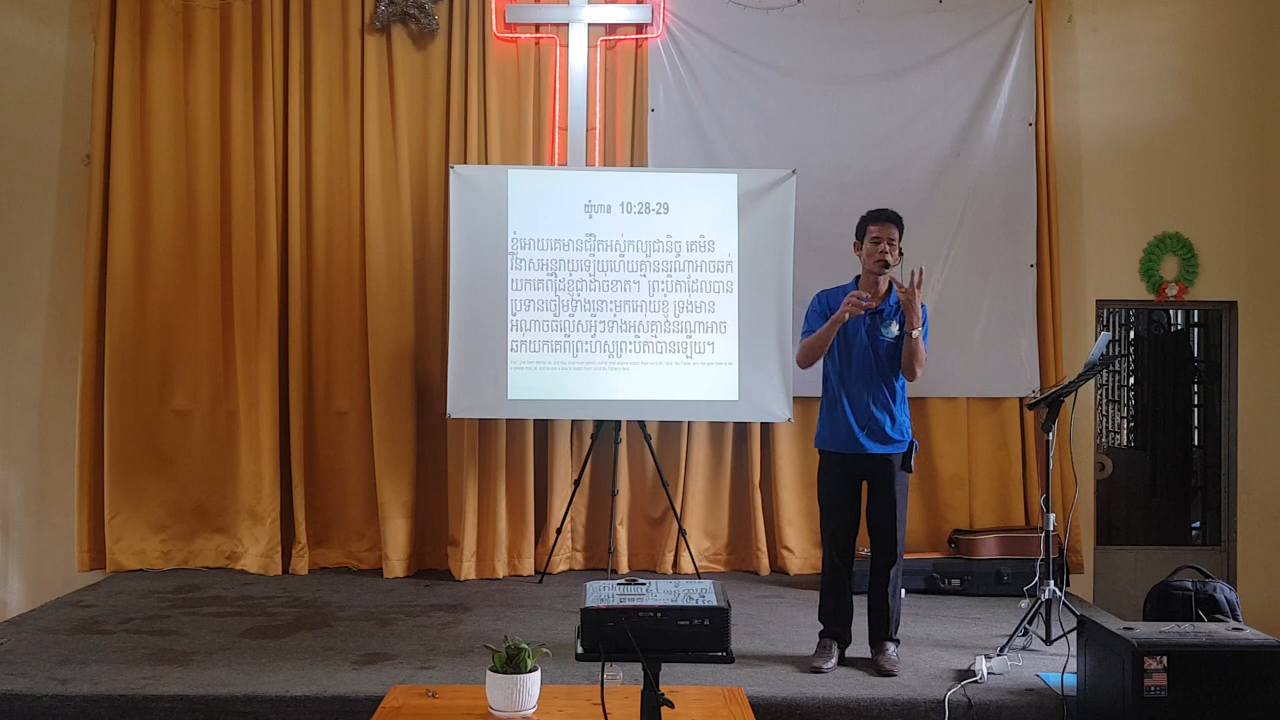 យ៉ូហាន 10:28-29
ខ្ញុំអោយគេមានជីវិតអស់កល្បជានិច្ច គេមិន
វិនាសអន្តរាយឡើយហើយគ្មាននរណាអាចឆក់
យកគេពីដៃខ្ញុំជាដាច់ខាត។ ព្រះបិតាដែលបាន
ប្រទានចៀមទាំងនោះមកអោយខ្ញុំ ទ្រង់មាន
អំណាចធំលើសអ្វីៗទាំងអស់គ្មាននរណាអាច
ឆក់យកគេពីព្រះហស្តព្រះបិតាបានឡើយ។